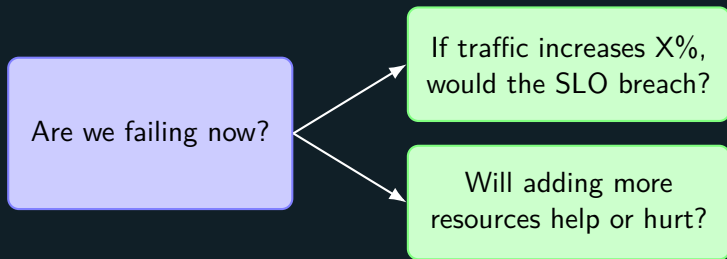 Are we failing now?
If traffic increases X%,
would the SLO breach?
Will adding more
resources help or hurt?